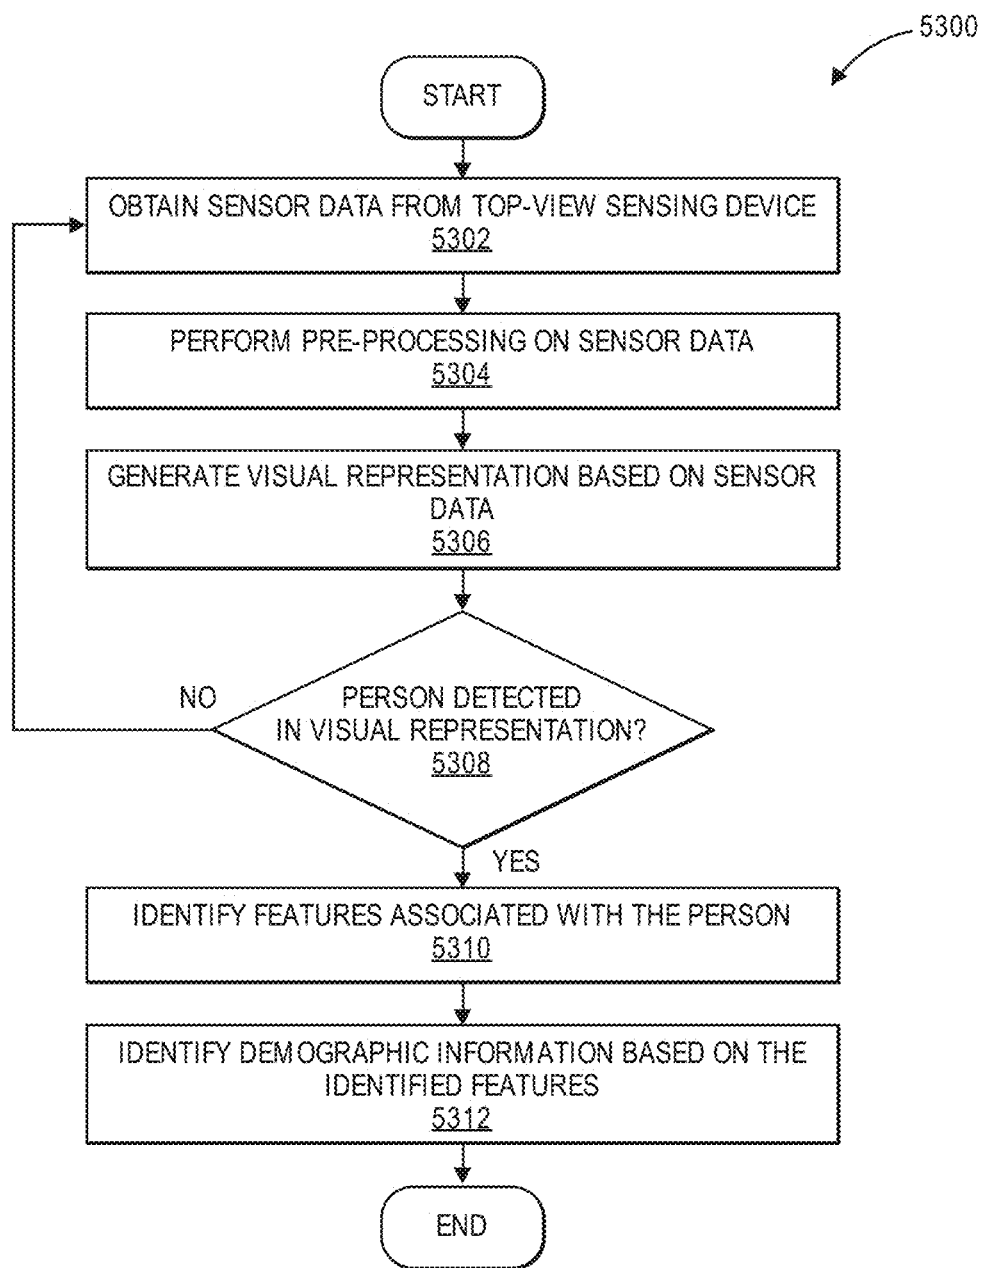 5300
START
OBTAIN SENSOR DATA FROM TOP-VIEW SENSING DEVICE
5302
PERFORM PRE-PROCESSING ON SENSOR DATA
5304
GENERATE VISUAL REPRESENTATION BASED ON SENSOR
DATA
5306
NO
PERSON DETECTED
IN VISUAL REPRESENTATION?
5308
YES
IDENTIFY FEATURES ASSOCIATED WITH THE PERSON
5310
IDENTIFY DEMOGRAPHIC INFORMATION BASED ON THE
IDENTIFIED FEATURES
5312
END